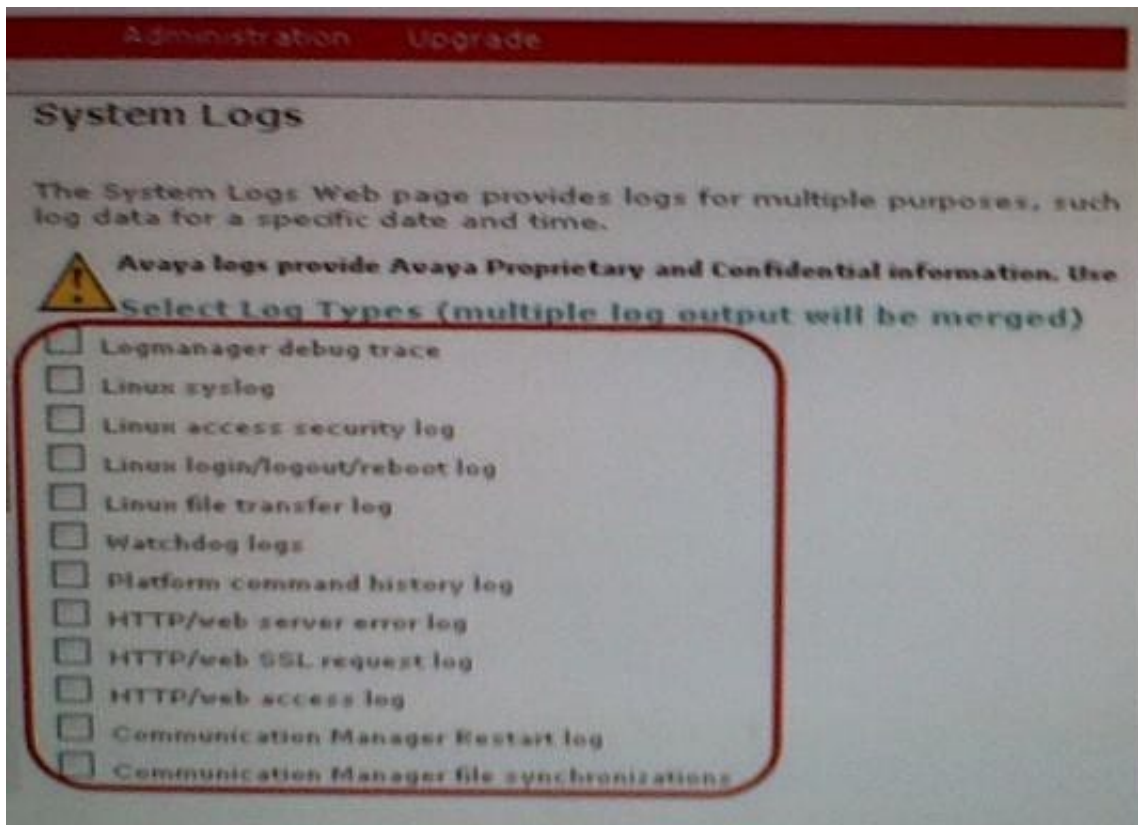 Administration Upgrade
System Logs
The System Logs Web page provides logs for multiple purposes, such
log data for a specific date and time.
Avaya logs provide Avaya Proprietary and Confidential information. Use
Select Log Types (multiple log output will be merged)
Logmanager debug trace
Linux syslog
Linux access security log
Linux login/logout/reboot log
Linux file transfer log
Watchdog logs
Platform command history log
HTTP/web server error log
HTTP/web SSL request log
HTTP/web access log
Communication Manager Restart log
Communication Manager file synchronizations